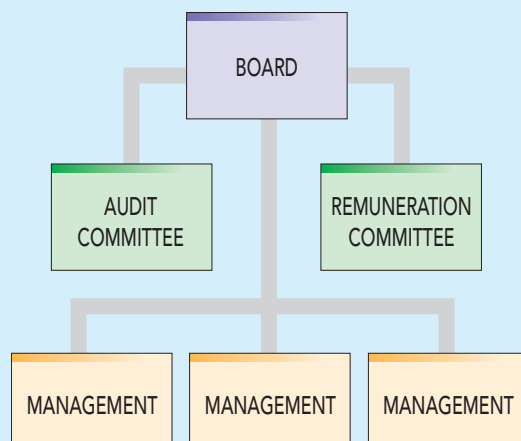 BOARD
AUDIT
COMMITTEE
REMUNERATION
COMMITTEE
MANAGEMENT
MANAGEMENT
MANAGEMENT